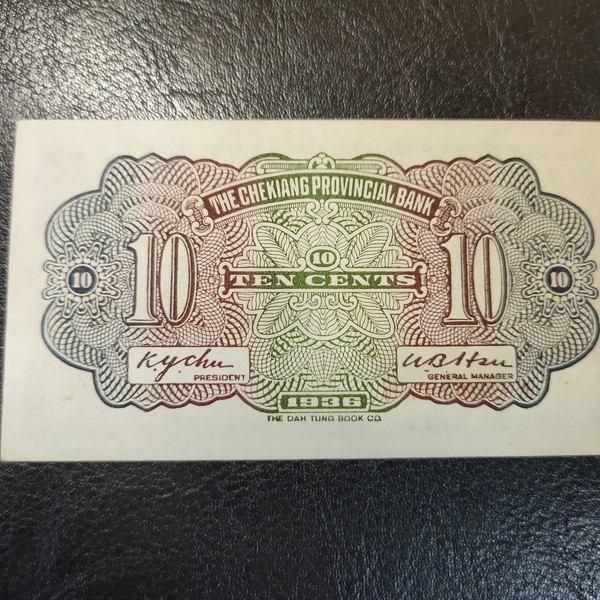 THE CHEKIANG PROVINCIAL BANK
10 10 10
10 TEN CENTS 10
K.Y.Chu U B Hsu
PRESIDENT GENERAL MANAGER
1936
THE DAH TUNG BOOK CO.